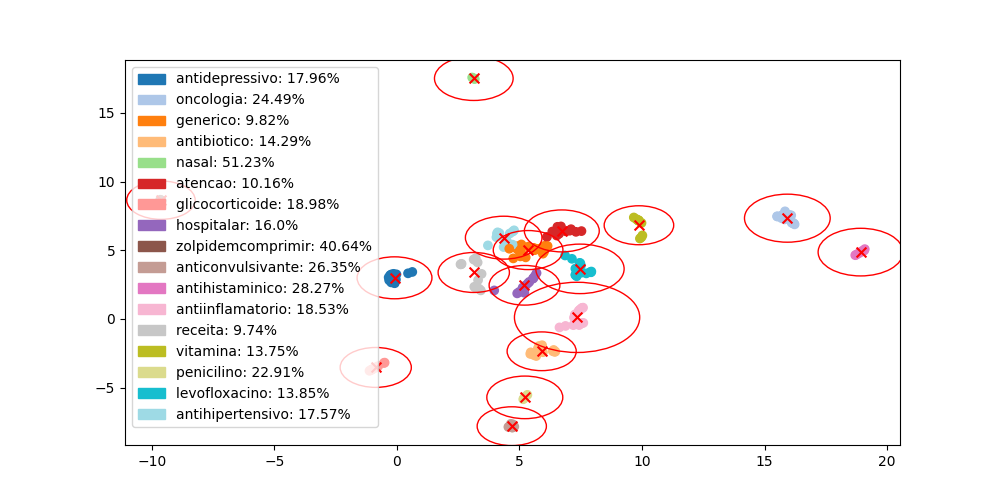 antidepressivo: 17.96%
oncologia: 24.49%
generico: 9.82%
antibiotico: 14.29%
nasal: 51.23%
atencao: 10.16%
glicocorticoide: 18.98%
hospitalar: 16.0%
zolpidemcomprimir: 40.64%
anticonvulsivante: 26.35%
antihistaminico: 28.27%
antiinflamatorio: 18.53%
receita: 9.74%
vitamina: 13.75%
penicilino: 22.91%
levofloxacino: 13.85%
antihipertensivo: 17.57%
15
10
5
0
−5
−10
−5
0
5
10
15
20